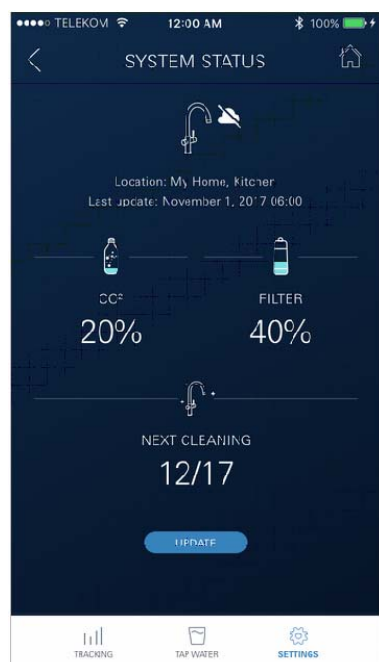 TELEKOM 12:00 AM 100%
SYSTEM STATUS
Location: My Home, Kitchen
Last update: November 1, 2017 06:00
CO² FILTER
20% 40%
NEXT CLEANING
12/17
UPDATE
TRACKING TAP WATER SETTINGS